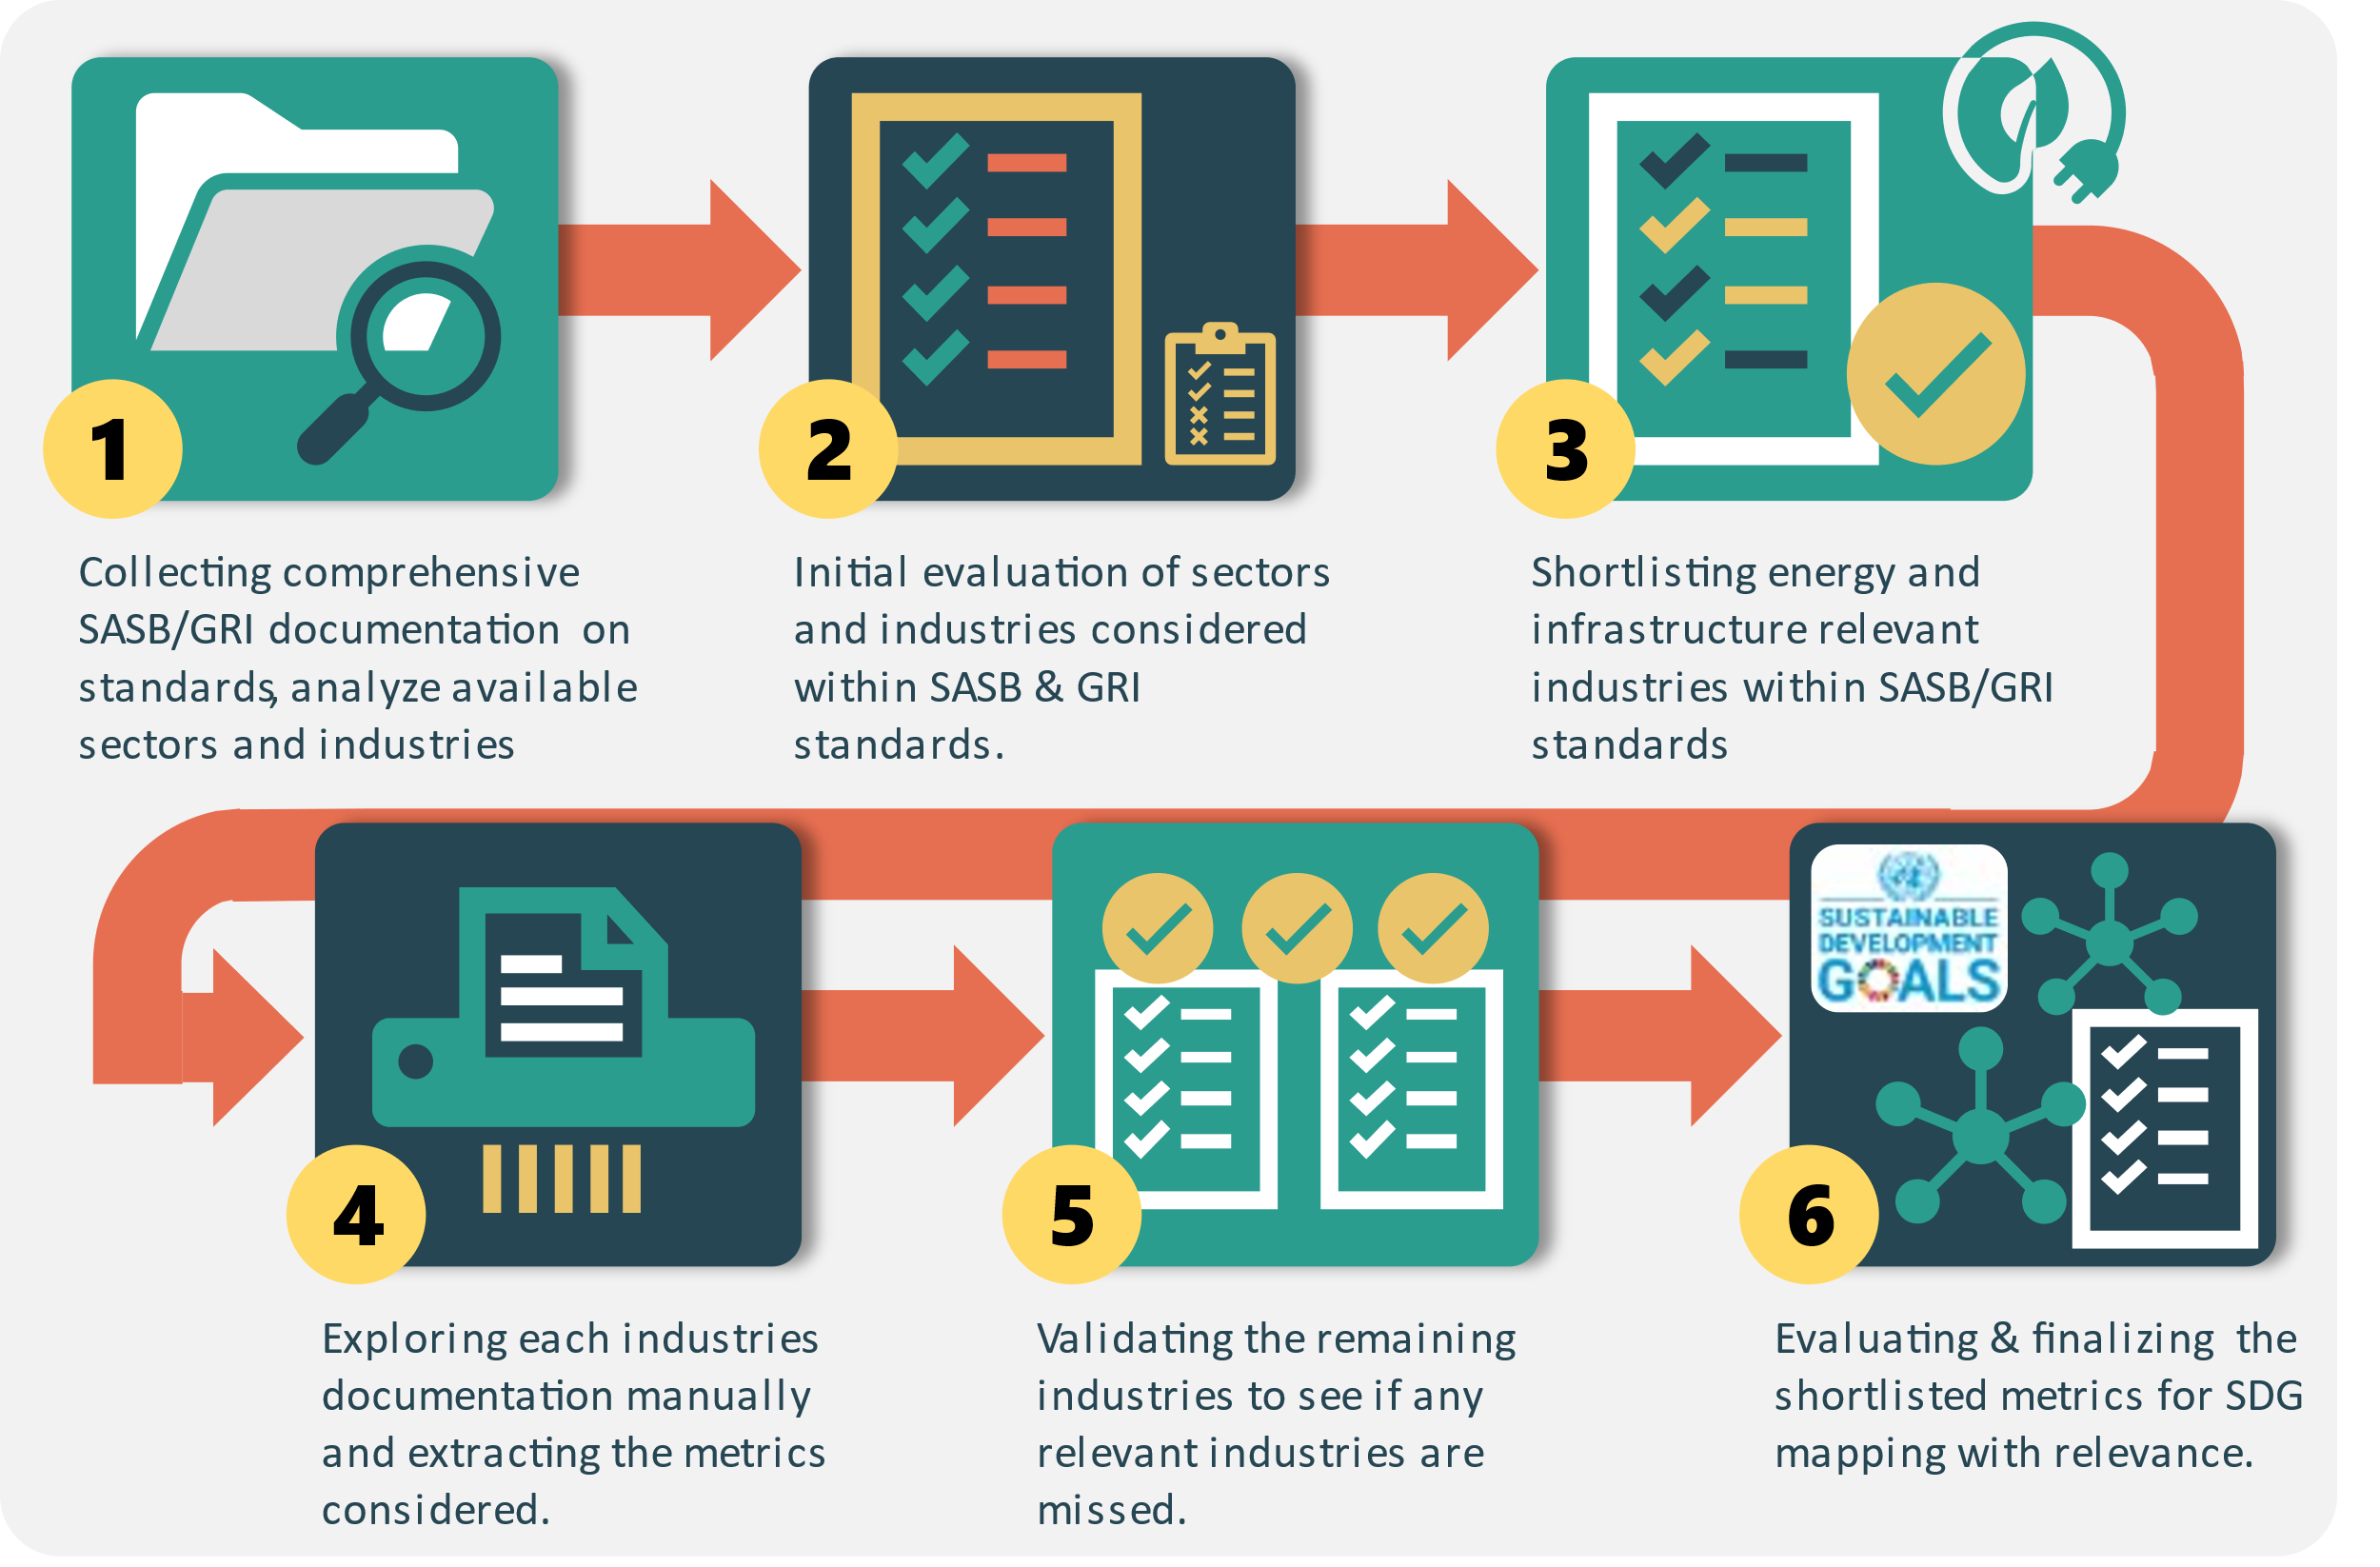 1
Collecting comprehensive
SASB/GRI documentation on
standards, analyze available
sectors and industries
2
Initial evaluation of sectors
and industries considered
within SASB & GRI
standards.
3
Shortlisting energy and
infrastructure relevant
industries within SASB/GRI
standards
4
Exploring each industries
documentation manually
and extracting the metrics
considered.
5
Validating the remaining
industries to see if any
relevant industries are
missed.
SUSTAINABLE
DEVELOPMENT
GOALS
6
Evaluating & finalizing the
shortlisted metrics for SDG
mapping with relevance.